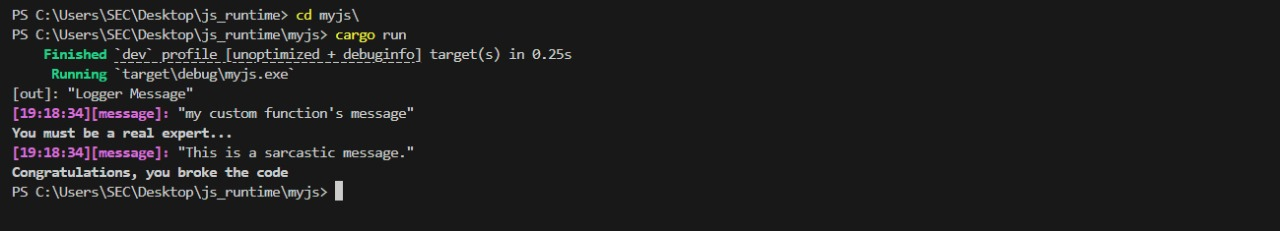 PS C:\Users\SEC\Desktop\js_runtime> cd myjs\
PS C:\Users\SEC\Desktop\js_runtime\myjs> cargo run
Finished `dev` profile [unoptimized + debuginfo] target(s) in 0.25s
Running `target\debug\myjs.exe`
[out]: "Logger Message"
[19:18:34][message]: "my custom function's message"
You must be a real expert...
[19:18:34][message]: "This is a sarcastic message."
Congratulations, you broke the code
PS C:\Users\SEC\Desktop\js_runtime\myjs>